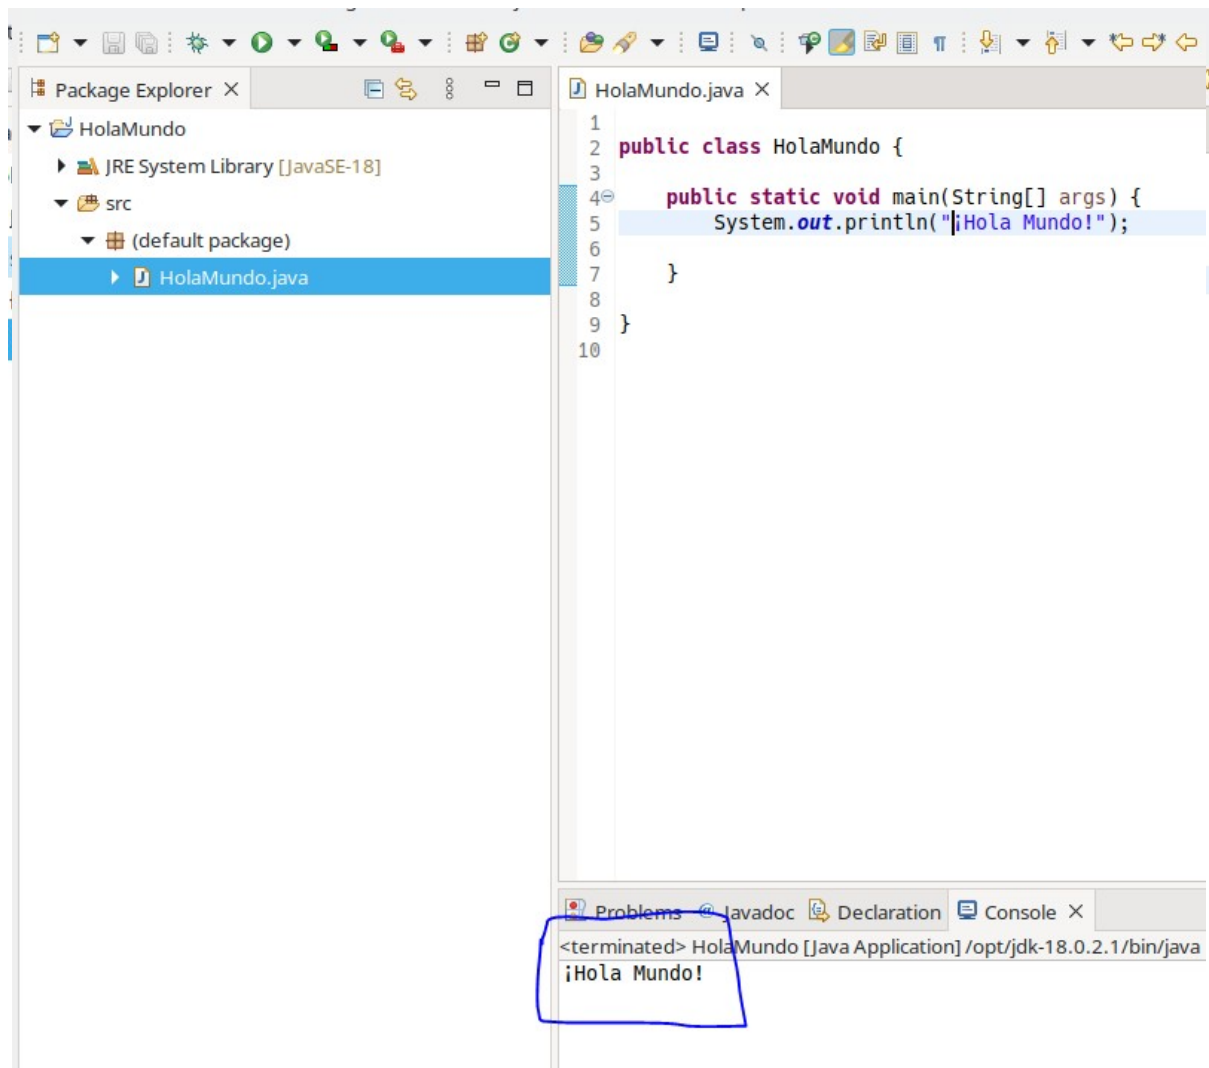 Package Explorer
HolaMundo
JRE System Library [JavaSE-18]
src
(default package)
HolaMundo.java
HolaMundo.java
1
2 public class HolaMundo {
3
4 public static void main(String[] args) {
5 System.out.println("¡Hola Mundo!");
6
7 }
8
9 }
10
Problems @ Javadoc Declaration Console
<terminated> HolaMundo [Java Application] /opt/jdk-18.0.2.1/bin/java
¡Hola Mundo!